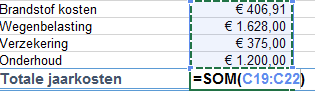 Brandstof kosten € 406,91
Wegenbelasting € 1.628,00
Verzekering € 375,00
Onderhoud € 1.200,00
Totale jaarkosten =SOM(C19:C22)